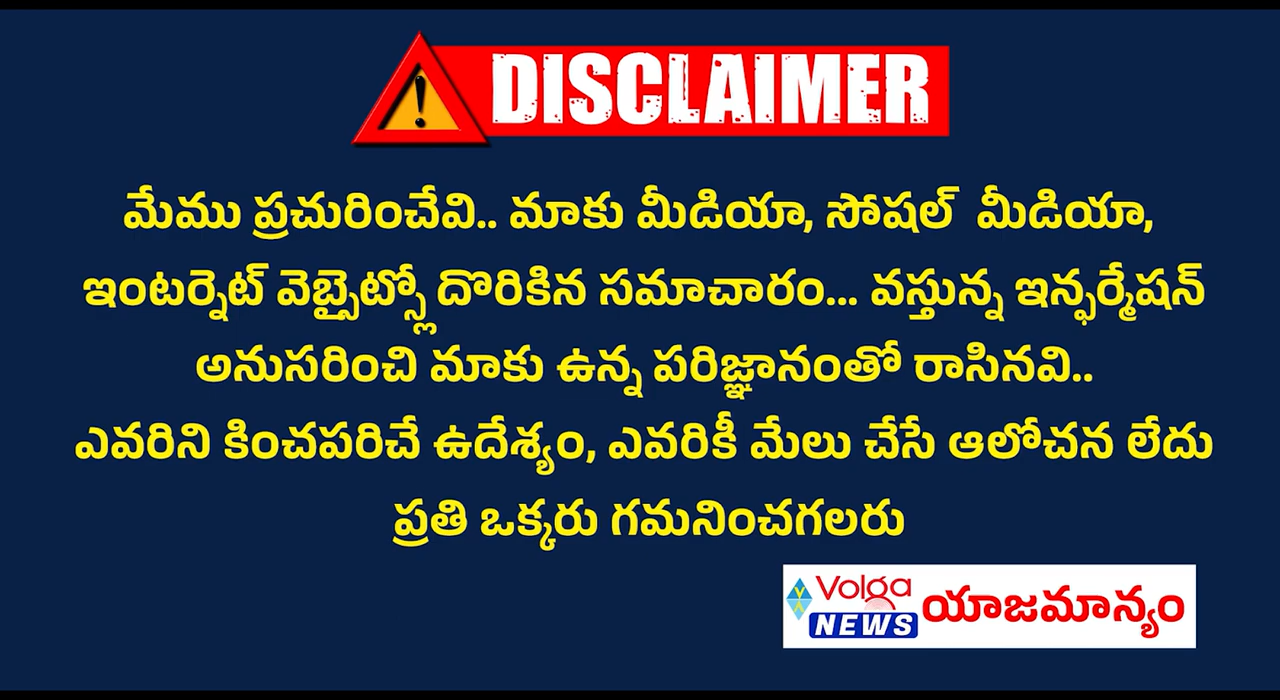 DISCLAIMER
మేము ప్రచురించేవి.. మాకు మీడియా, సోషల్ మీడియా,
ఇంటర్నెట్ వెబ్సైట్స్లో దొరికిన సమాచారం... వస్తున్న ఇన్ఫర్మేషన్
అనుసరించి మాకు ఉన్న పరిజ్ఞానంతో రాసినవి..
ఎవరిని కించపరిచే ఉదేశ్యం, ఎవరికీ మేలు చేసే ఆలోచన లేదు
ప్రతి ఒక్కరు గమనించగలరు
Volga
NEWS యాజమాన్యం